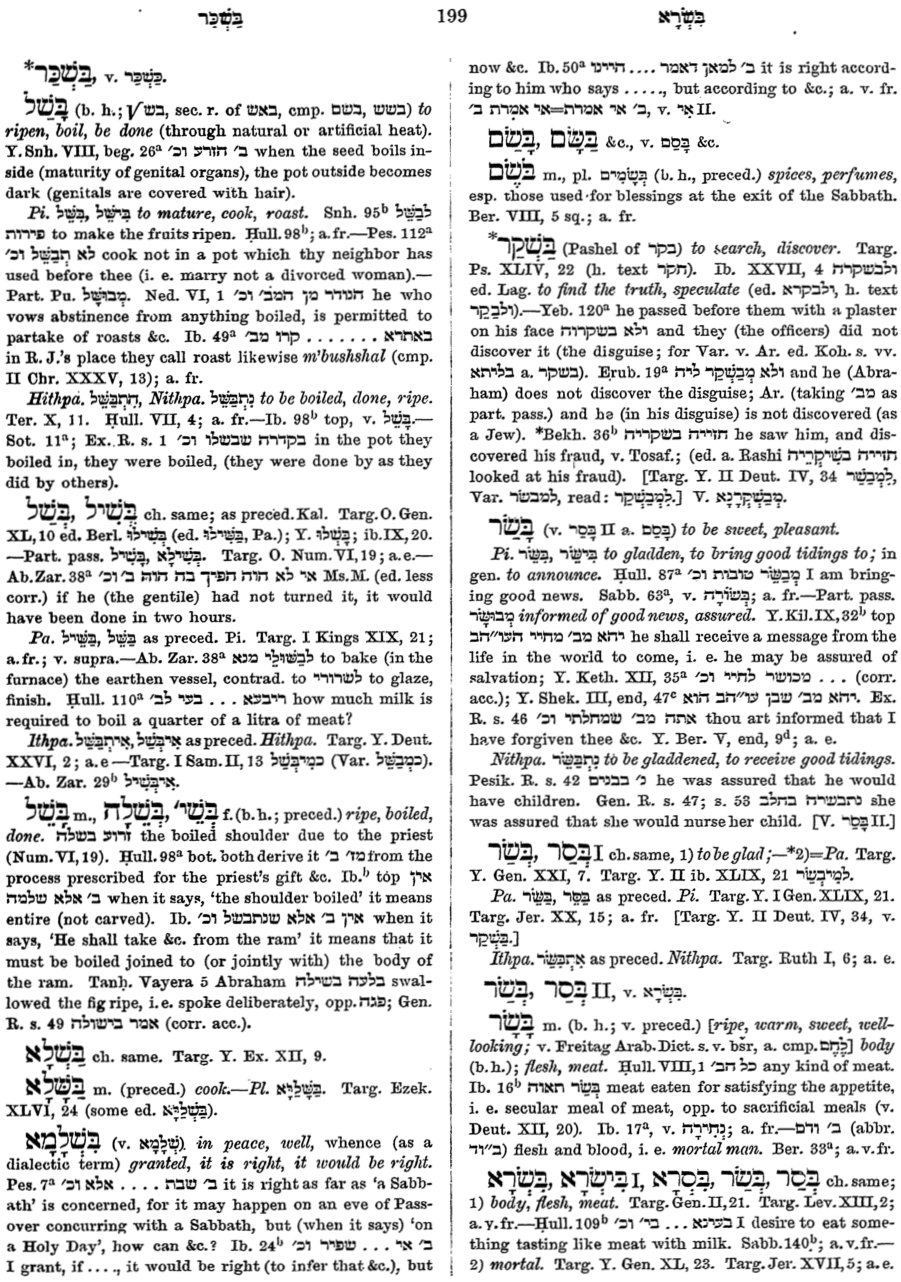 בַּשְׁכַּר
199
בִּשְׂרָא
*בַּשְׁכַּר, v. בַּשְׁכַּר.
בָּשַׁל (b. h.; √בש, sec. r. of באש, cmp. בשש, בשם) to
ripen, boil, be done (through natural or artificial heat).
Y. Snh. VIII, beg. 26ᵃ ב׳ הזורע וכ׳ when the seed boils in-
side (maturity of genital organs), the pot outside becomes
dark (genitals are covered with hair).
Pi. בִּישֵּׁל, בִּשֵּׁל to mature, cook, roast. Snh. 95ᵇ לבַשֵּׁל
פירות to make the fruits ripen. Ḥull. 98ᵇ; a. fr.—Pes. 112ᵃ
לא תְבַשֵּׁל וכ׳ cook not in a pot which thy neighbor has
used before thee (i. e. marry not a divorced woman).—
Part. Pu. מְבוּשָּׁל. Ned. VI, 1 הנודר מן המב׳ וכ׳ he who
vows abstinence from anything boiled, is permitted to
partake of roasts &c. Ib. 49ᵃ באתרא . . . . . . . קרו מב׳
in R. J.'s place they call roast likewise m'bushshal (cmp.
II Chr. XXXV, 13); a. fr.
Hithpa. הִתְבַּשֵּׁל, Nithpa. נִתְבַּשֵּׁל to be boiled, done, ripe.
Ter. X, 11. Ḥull. VII, 4; a. fr.—Ib. 98ᵇ top, v. בָּשֵׁל.—
Sot. 11ᵃ; Ex. R. s. 1 בקדרה שבשלו וכ׳ in the pot they
boiled in, they were boiled, (they were done by as they
did by others).
בְּשִׁיל, בְּשַׁל ch. same; as preced. Kal. Targ. O. Gen.
XL, 10 ed. Berl. בְּשִׁילוּ (ed. בַּשִּׁילוּ, Pa.); Y. בְּשָׁלוּ; ib. IX, 20.
—Part. pass. בְּשִׁיל, בְּשִׁילָא. Targ. O. Num. VI, 19; a. e.—
Ab. Zar. 38ᵃ אי לא הוה הפיך בה הוה ב׳ וכ׳ Ms. M. (ed. less
corr.) if he (the gentile) had not turned it, it would
have been done in two hours.
Pa. בַּשֵּׁל, בַּשֵּׁיל as preced. Pi. Targ. I Kings XIX, 21;
a. fr.; v. supra.—Ab. Zar. 38ᵃ לבַשּׁוּלֵי מנא to bake (in the
furnace) the earthen vessel, contrad. to לשרורי to glaze,
finish. Ḥull. 110ᵃ ריבעא . . . בעי לב׳ how much milk is
required to boil a quarter of a litra of meat?
Ithpa. אִיבַּשֵּׁל, אִיתְבַּשֵּׁל as preced. Hithpa. Targ. Y. Deut.
XXVI, 2; a. e—Targ. I Sam. II, 13 כמִיבַּשֵּׁל (Var. כמִבַּשֵּׁל).
—Ab. Zar. 29ᵇ אִיבַּשִּׁיל.
בָּשֵׁל m., בְּשֵׁלָה, בְּשֵׁי׳ f. (b. h.; preced.) ripe, boiled,
done. זרוע בשלה the boiled shoulder due to the priest
(Num. VI, 19). Ḥull. 98ᵃ bot. both derive it מז׳ ב׳ from the
process prescribed for the priest's gift &c. Ib.ᵇ top אין
ב׳ אלא שלמה when it says, 'the shoulder boiled' it means
entire (not carved). Ib. אין ב׳ אלא שנתבשל וכ׳ when it
says, 'He shall take &c. from the ram' it means that it
must be boiled joined to (or jointly with) the body of
the ram. Tanḥ. Vayera 5 Abraham בלעה בשילה swal-
lowed the fig ripe, i. e. spoke deliberately, opp. פגה; Gen.
R. s. 49 אמר בישולה (corr. acc.).
בַּשְׁלָא ch. same. Targ. Y. Ex. XII, 9.
בַּשָּׁלָא m. (preced.) cook.—Pl. בַּשָּׁלַיָּא. Targ. Ezek.
XLVI, 24 (some ed. בַּשְׁלַיָּא).
בִּשְׁלָמָא (v. שְׁלָמָא) in peace, well, whence (as a
dialectic term) granted, it is right, it would be right.
Pes. 7ᵃ ב׳ שבת . . . . אלא וכ׳ it is right as far as 'a Sabb-
ath' is concerned, for it may happen on an eve of Pass-
over concurring with a Sabbath, but (when it says) 'on
a Holy Day', how can &c.? Ib. 24ᵇ ב׳ אי . . . שפיר וכ׳
I grant, if . . . ., it would be right (to infer that &c.), but
now &c. Ib. 50ᵃ ב׳ למאן דאמר . . . . היינו it is right accord-
ing to him who says . . . . ., but according to &c.; a. v. fr.
ב׳ אי אמרת=אי אמרת ב׳, v. אִי II.
בָּשַׂם, בַּשָּׂם &c., v. בָּסַם &c.
בֹּשֶׂם m., pl. בְּשָׂמִים (b. h., preced.) spices, perfumes,
esp. those used for blessings at the exit of the Sabbath.
Ber. VIII, 5 sq.; a. fr.
*בַּשְׁקֵר (Pashel of בקר) to search, discover. Targ.
Ps. XLIV, 22 (h. text חקר). Ib. XXVII, 4 ולבשקרה
ed. Lag. to find the truth, speculate (ed. ולבקרא, h. text
ולבַקֵּר).—Yeb. 120ᵃ he passed before them with a plaster
on his face ולא בשקרוה and they (the officers) did not
discover it (the disguise; for Var. v. Ar. ed. Koh. s. vv.
בליתא a. בשקר). Erub. 19ᵃ ולא מְבַשְׁקַר ליה and he (Abra-
ham) does not discover the disguise; Ar. (taking מב׳ as
part. pass.) and he (in his disguise) is not discovered (as
a Jew). *Bekh. 36ᵇ חזייה בשקריה he saw him, and dis-
covered his fraud, v. Tosaf.; (ed. a. Rashi חזייה בשִׁיקְרֵיה
looked at his fraud). [Targ. Y. II Deut. IV, 34 לִמְבַשֵּׂר,
Var. למבשׂר, read: לִמְבַשְׁקֵר.] V. מְבַשְׁקְרָנָא.
בָּשַׂר (v. בָּסַר II a. בָּסַם) to be sweet, pleasant.
Pi. בִּישֵּׂר, בִּשֵּׂר to gladden, to bring good tidings to; in
gen. to announce. Ḥull. 87ᵃ מְבַשֵּׂר טובות וכ׳ I am bring-
ing good news. Sabb. 63ᵃ, v. בְּשׂוֹרָה; a. fr.—Part. pass.
מְבוּשָּׂר informed of good news, assured. Y. Kil. IX, 32ᵇ top
יהא מב׳ מחיי העו״הב he shall receive a message from the
life in the world to come, i. e. he may be assured of
salvation; Y. Keth. XII, 35ᵃ מכושר לחיי וכ׳ . . . (corr.
acc.); Y. Shek. III, end, 47ᶜ יהא מב׳ שבן עו״הב הוא. Ex.
R. s. 46 אתה מב׳ שמחלתי וכ׳ thou art informed that I
have forgiven thee &c. Y. Ber. V, end, 9ᵈ; a. e.
Nithpa. נִתְבַּשֵּׂר to be gladdened, to receive good tidings.
Pesik. R. s. 42 נ׳ בבנים he was assured that he would
have children. Gen. R. s. 47; s. 53 נתבשרה בחלב she
was assured that she would nurse her child. [V. בָּסַר II.]
בְּסַר, בְּשַׂר I ch. same, 1) to be glad;—*2)=Pa. Targ.
Y. Gen. XXI, 7. Targ. Y. II ib. XLIX, 21 למִיבְשַׂר.
Pa. בַּסֵּר, בַּשֵּׂר as preced. Pi. Targ. Y. I Gen. XLIX, 21.
Targ. Jer. XX, 15; a. fr. [Targ. Y. II Deut. IV, 34, v.
בַּשְׁקֵר.]
Ithpa. אִתְבַּשֵּׂר as preced. Nithpa. Targ. Ruth I, 6; a. e.
בְּסַר, בְּשַׂר II, v. בִּשְׂרָא.
בָּשָׂר m. (b. h.; v. preced.) [ripe, warm, sweet, well-
looking; v. Freitag Arab. Dict. s. v. bsr, a. cmp. לֶחֶם] body
(b. h.); flesh, meat. Ḥull. VIII, 1 כל הב׳ any kind of meat.
Ib. 16ᵇ בְּשַׂר תאוה meat eaten for satisfying the appetite,
i. e. secular meal of meat, opp. to sacrificial meals (v.
Deut. XII, 20). Ib. 17ᵃ, v. נְחִירָה; a. fr.—ב׳ ודם (abbr.
ב״וד) flesh and blood, i. e. mortal man. Ber. 33ᵃ; a. v. fr.
בְּסַר, בְּשַׂר, בִּסְרָא, בִּישְׂרָא I, בִּשְׂרָא ch. same;
1) body, flesh, meat. Targ. Gen. II, 21. Targ. Lev. XIII, 2;
a. v. fr.—Ḥull. 109ᵇ בעינא . . . בי׳ וכ׳ I desire to eat some-
thing tasting like meat with milk. Sabb. 140ᵇ; a. v. fr.—
2) mortal. Targ. Y. Gen. XL, 23. Targ. Jer. XVII, 5; a. e.